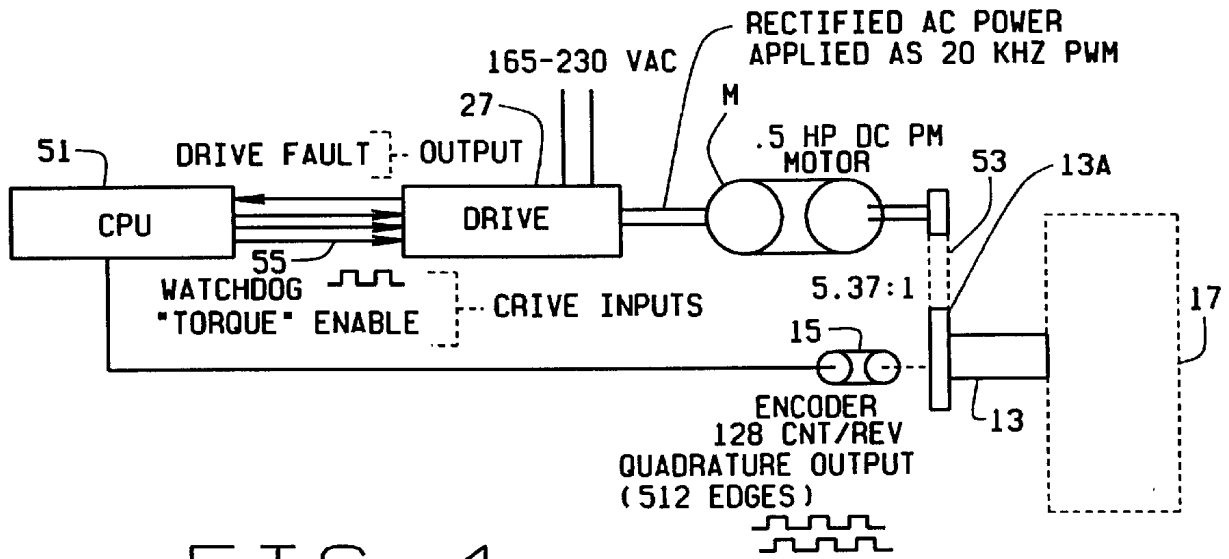 RECTIFIED AC POWER
APPLIED AS 20 KHZ PWM
165-230 VAC
27
M
.5 HP DC PM
MOTOR
51
DRIVE FAULT
OUTPUT
53
13A
CPU
DRIVE
55
WATCHDOG
"TORQUE" ENABLE
CRIVE INPUTS
5.37:1
17
15
13
ENCODER
128 CNT/REV
QUADRATURE OUTPUT
(512 EDGES)